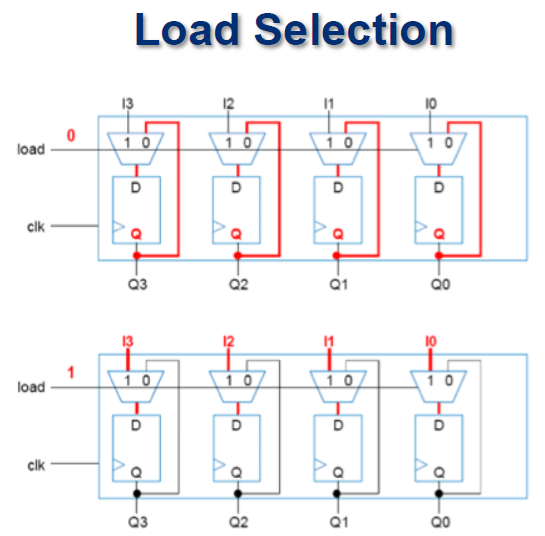 Load Selection
I3 I2 I1 I0
0
1 0 1 0 1 0 1 0
load
D D D D
clk
Q Q Q Q
Q3 Q2 Q1 Q0
I3 I2 I1 I0
1
1 0 1 0 1 0 1 0
load
D D D D
clk
Q Q Q Q
Q3 Q2 Q1 Q0